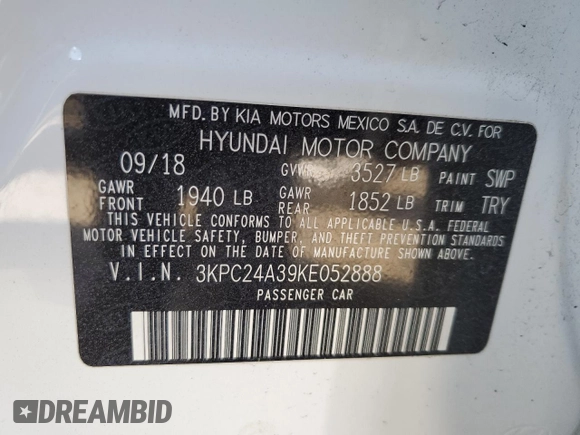 MFD. BY KIA MOTORS MEXICO S.A. DE C.V. FOR
HYUNDAI MOTOR COMPANY
09/18 GVWR 3527 LB PAINT SWP
GAWR FRONT 1940 LB GAWR REAR 1852 LB TRIM TRY
THIS VEHICLE CONFORMS TO ALL APPLICABLE U.S.A. FEDERAL
MOTOR VEHICLE SAFETY, BUMPER, AND THEFT PREVENTION STANDARDS
IN EFFECT ON THE DATE OF MANUFACTURE SHOWN ABOVE.
V.I.N. 3KPC24A39KE052888
PASSENGER CAR
DREAMBID